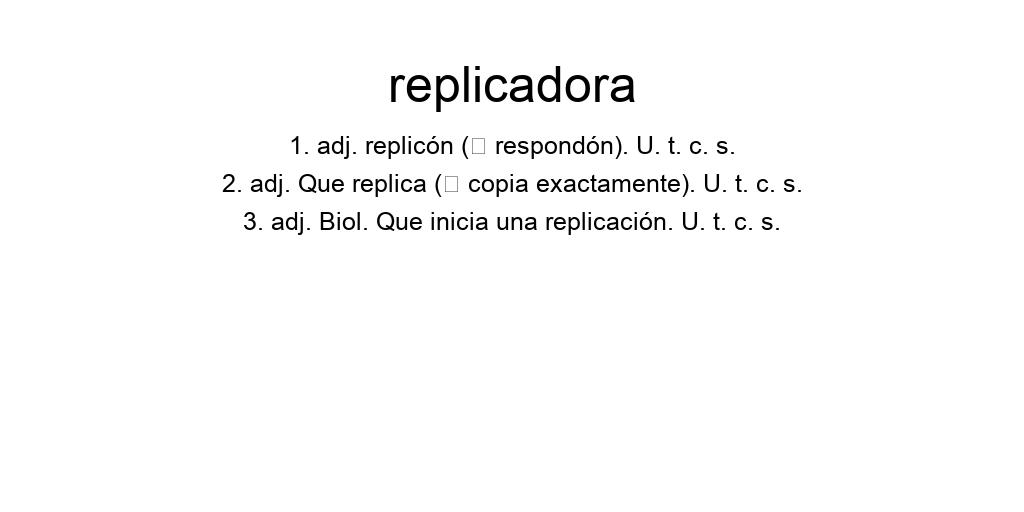 replicadora
1. adj. replicón (▯ respondón). U. t. c. s.
2. adj. Que replica (▯ copia exactamente). U. t. c. s.
3. adj. Biol. Que inicia una replicación. U. t. c. s.